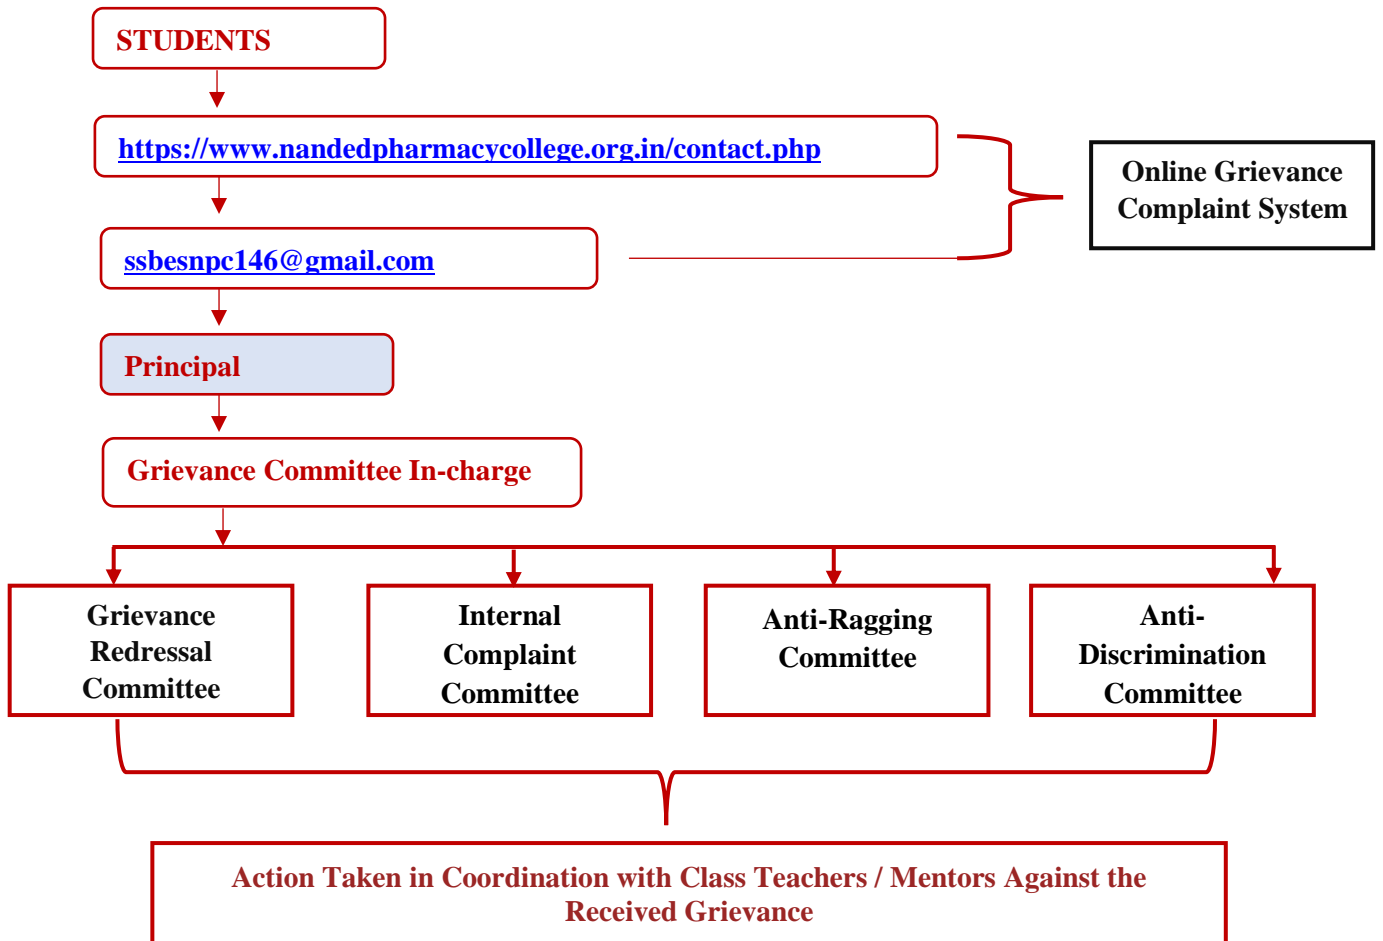 STUDENTS
https://www.nandedpharmacycollege.org.in/contact.php
Online Grievance
Complaint System
ssbesnpc146@gmail.com
Principal
Grievance Committee In-charge
Grievance
Redressal
Committee
Internal
Complaint
Committee
Anti-Ragging
Committee
Anti-
Discrimination
Committee
Action Taken in Coordination with Class Teachers / Mentors Against the
Received Grievance